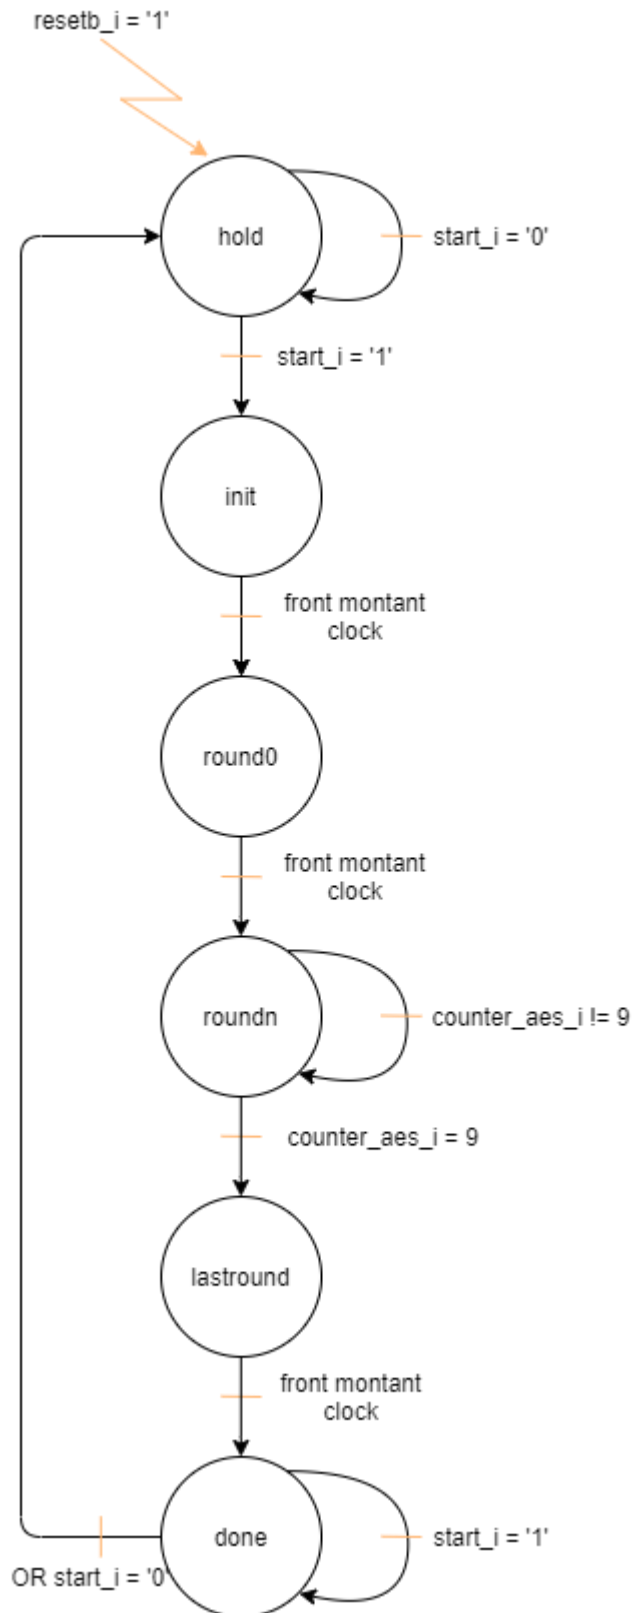 resetb_i = '1'
hold
start_i = '0'
start_i = '1'
init
front montant
clock
round0
front montant
clock
roundn
counter_aes_i != 9
counter_aes_i = 9
lastround
front montant
clock
done
start_i = '1'
OR start_i = '0'